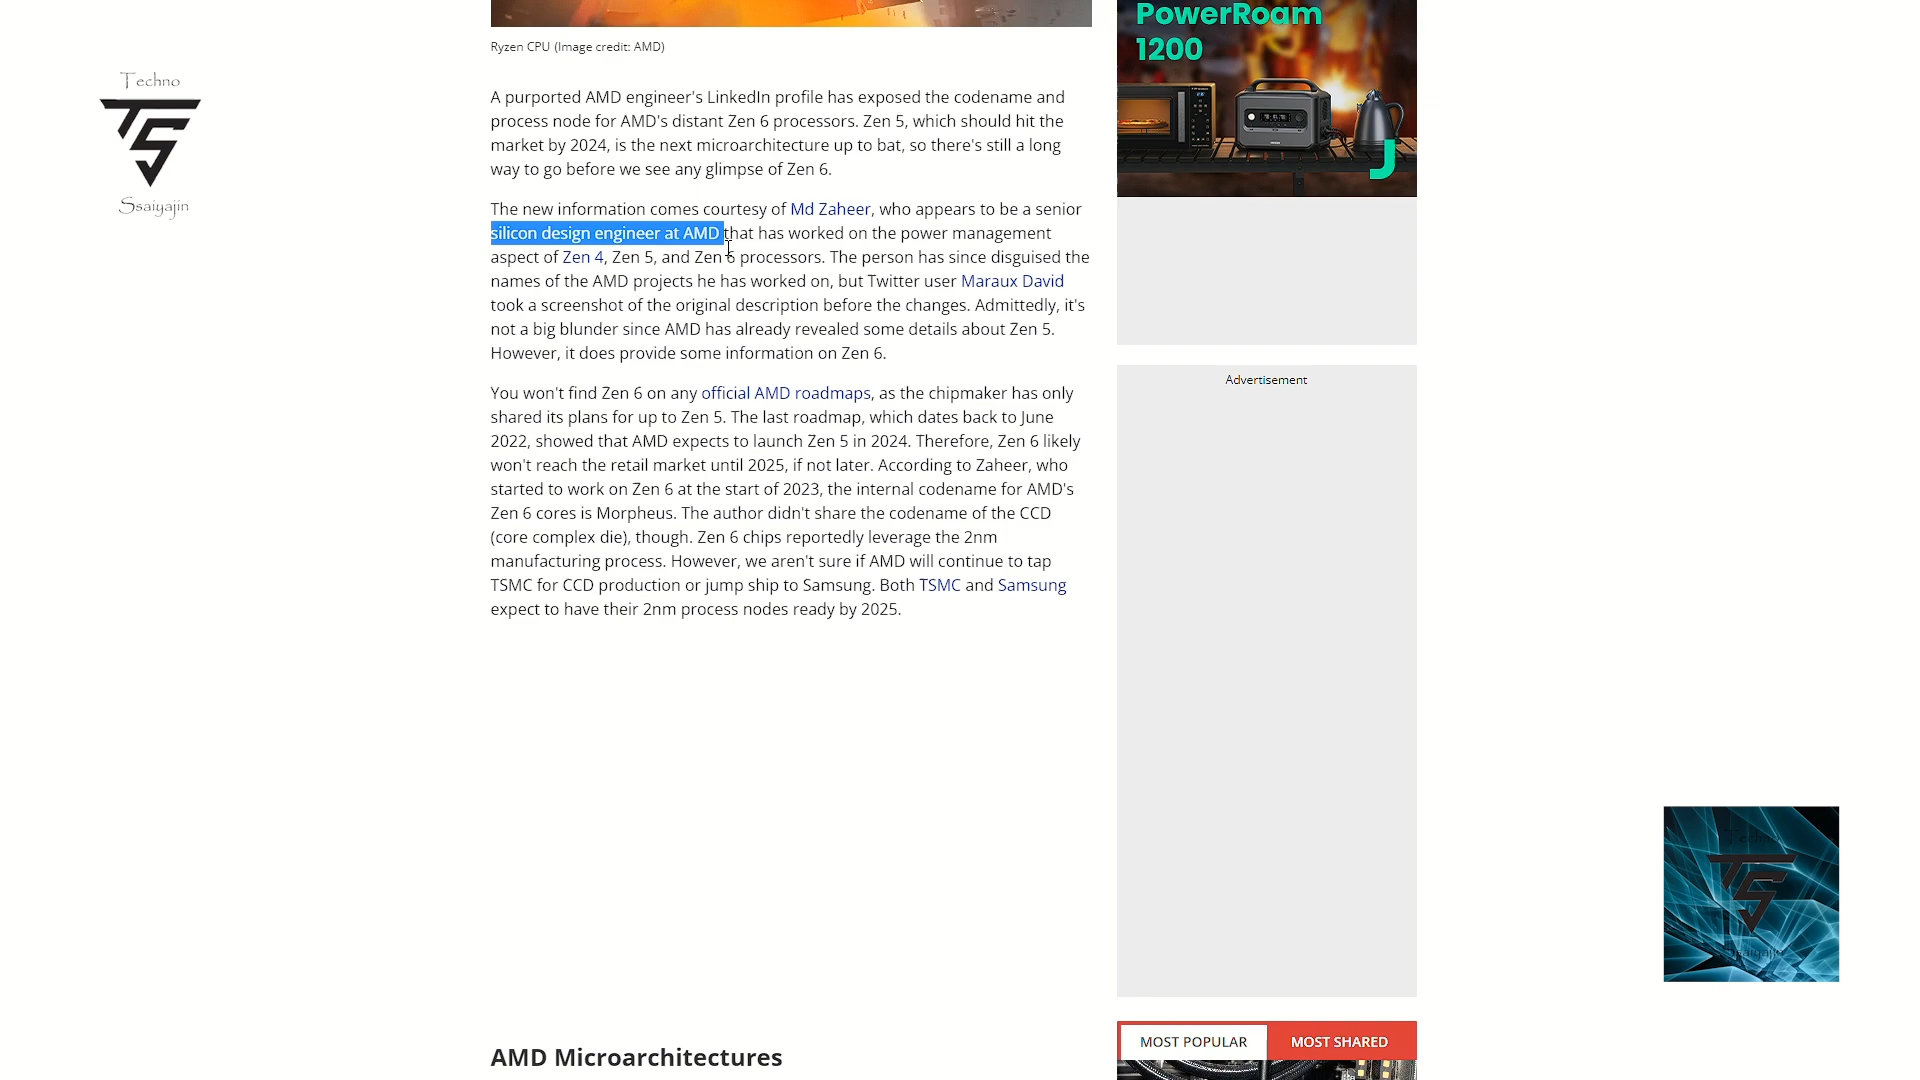 PowerRoam
1200
Ryzen CPU (Image credit: AMD)
Techno
TS
Ssaiyajin
A purported AMD engineer's LinkedIn profile has exposed the codename and
process node for AMD's distant Zen 6 processors. Zen 5, which should hit the
market by 2024, is the next microarchitecture up to bat, so there's still a long
way to go before we see any glimpse of Zen 6.
The new information comes courtesy of Md Zaheer, who appears to be a senior
silicon design engineer at AMD that has worked on the power management
aspect of Zen 4, Zen 5, and Zen 6 processors. The person has since disguised the
names of the AMD projects he has worked on, but Twitter user Maraux David
took a screenshot of the original description before the changes. Admittedly, it's
not a big blunder since AMD has already revealed some details about Zen 5.
However, it does provide some information on Zen 6.
You won't find Zen 6 on any official AMD roadmaps, as the chipmaker has only
shared its plans for up to Zen 5. The last roadmap, which dates back to June
2022, showed that AMD expects to launch Zen 5 in 2024. Therefore, Zen 6 likely
won't reach the retail market until 2025, if not later. According to Zaheer, who
started to work on Zen 6 at the start of 2023, the internal codename for AMD's
Zen 6 cores is Morpheus. The author didn't share the codename of the CCD
(core complex die), though. Zen 6 chips reportedly leverage the 2nm
manufacturing process. However, we aren't sure if AMD will continue to tap
TSMC for CCD production or jump ship to Samsung. Both TSMC and Samsung
expect to have their 2nm process nodes ready by 2025.
Advertisement
Techno
TS
Ssaiyajin
AMD Microarchitectures
MOST POPULAR
MOST SHARED